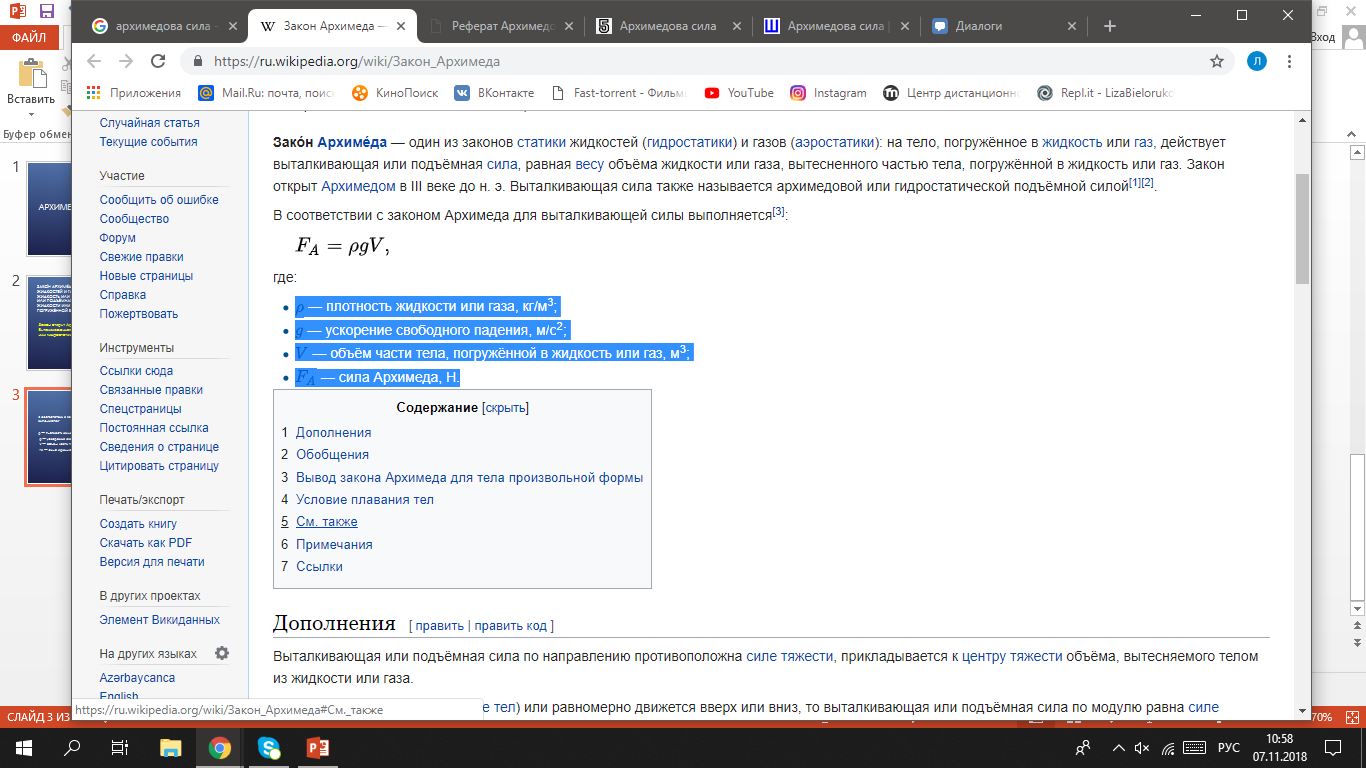 архимедова сила -
Закон Архимеда —
Реферат Архимедо
Архимедова сила
Архимедова сила |
Диалоги
ФАЙЛ
Вход
https://ru.wikipedia.org/wiki/Закон_Архимеда
Л
Приложения
Mail.Ru: почта, поис
КиноПоиск
ВКонтакте
Fast-torrent - Филь
YouTube
Instagram
Центр дистанционн
Repl.it - LizaBieloruk
Вставить
Буфер обмен
1
2
3
АРХИМЕ
Случайная статья
Текущие события
Участие
Сообщить об ошибке
Сообщество
Форум
Свежие правки
Новые страницы
Справка
Пожертвовать
Инструменты
Ссылки сюда
Связанные правки
Спецстраницы
Постоянная ссылка
Сведения о странице
Цитировать страницу
Печать/экспорт
Создать книгу
Скачать как PDF
Версия для печати
В других проектах
Элемент Викиданных
На других языках
Azərbaycanca
English
Зако́н Архиме́да — один из законов статики жидкостей (гидростатики) и газов (аэростатики): на тело, погружённое в жидкость или газ, действует
выталкивающая или подъёмная сила, равная весу объёма жидкости или газа, вытесненного частью тела, погружённой в жидкость или газ. Закон
открыт Архимедом в III веке до н. э. Выталкивающая сила также называется архимедовой или гидростатической подъёмной силой[1][2].
В соответствии с законом Архимеда для выталкивающей силы выполняется[3]:
F_A = ρgV,
где:
• ρ — плотность жидкости или газа, кг/м³;
• g — ускорение свободного падения, м/с²;
• V — объём части тела, погружённой в жидкость или газ, м³;
• F_A — сила Архимеда, Н.
Содержание [скрыть]
1 Дополнения
2 Обобщения
3 Вывод закона Архимеда для тела произвольной формы
4 Условие плавания тел
5 См. также
6 Примечания
7 Ссылки
Дополнения [ править | править код ]
Выталкивающая или подъёмная сила по направлению противоположна силе тяжести, прикладывается к центру тяжести объёма, вытесняемого телом
из жидкости или газа.
е тел) или равномерно движется вверх или вниз, то выталкивающая или подъёмная сила по модулю равна силе
https://ru.wikipedia.org/wiki/Закон_Архимеда#См._также
СЛАЙД 3 ИЗ
70%
РУС
10:58
07.11.2018